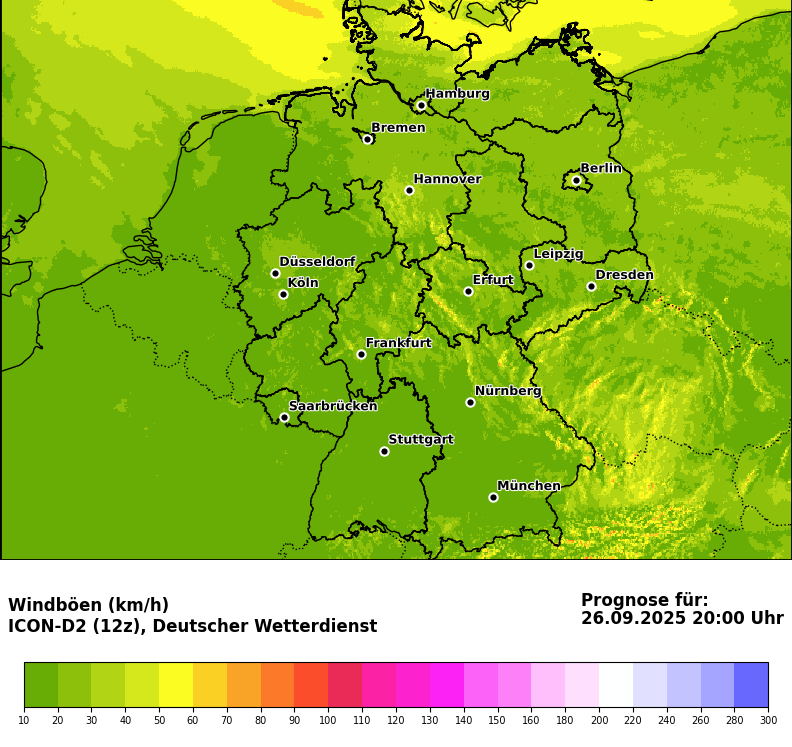 Hamburg
Bremen
Berlin
Hannover
Leipzig
Düsseldorf
Dresden
Köln
Erfurt
Frankfurt
Nürnberg
Saarbrücken
Stuttgart
München
Windböen (km/h)
ICON-D2 (12z), Deutscher Wetterdienst
Prognose für:
26.09.2025 20:00 Uhr
10 20 30 40 50 60 70 80 90 100 110 120 130 140 150 160 180 200 220 240 260 280 300